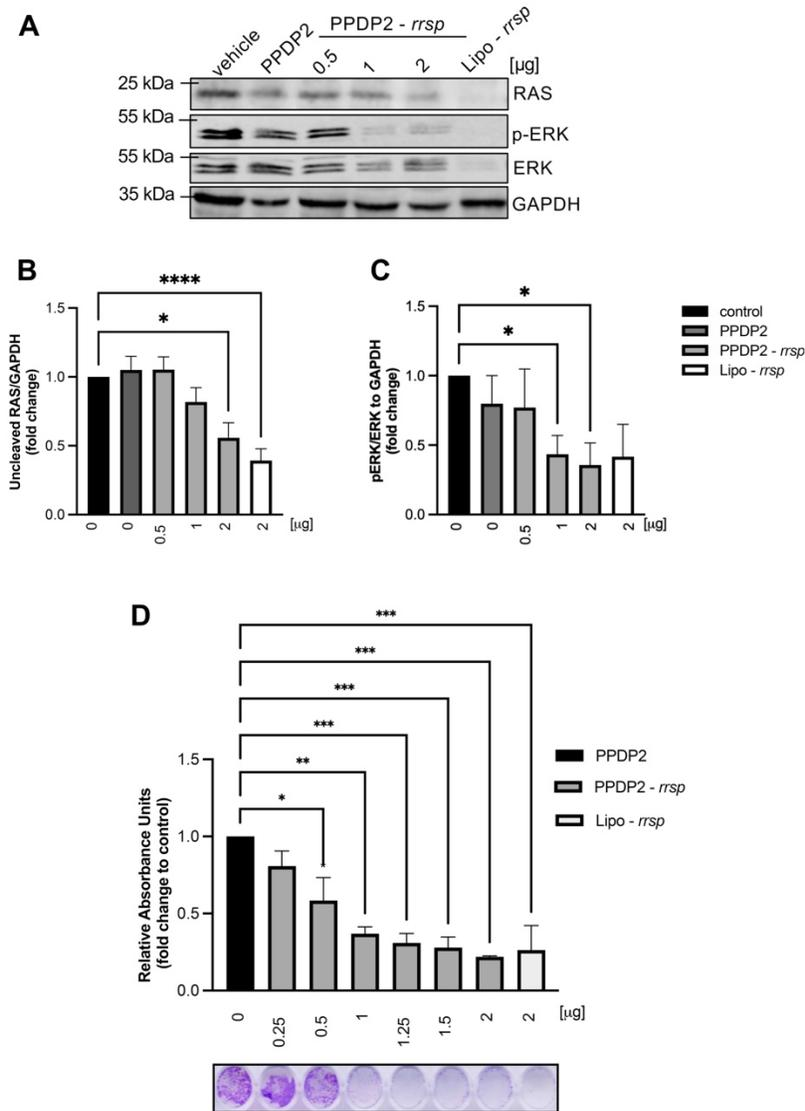 A
PPDP2 - rrsp
vehicle PPDP2 0.5 1 2 Lipo - rrsp [µg]
25 kDa RAS
55 kDa p-ERK
55 kDa ERK
35 kDa GAPDH
B
****
*
1.5
1.0
0.5
0.0
Uncleaved RAS/GAPDH
(fold change)
0 0 0.5 1 2 2 [µg]
C
*
*
1.5
1.0
0.5
0.0
pERK/ERK to GAPDH
(fold change)
0 0 0.5 1 2 2 [µg]
control
PPDP2
PPDP2 - rrsp
Lipo - rrsp
D
***
***
***
***
**
*
1.5
1.0
0.5
0.0
Relative Absorbance Units
(fold change to control)
0 0.25 0.5 1 1.25 1.5 2 2 [µg]
PPDP2
PPDP2 - rrsp
Lipo - rrsp